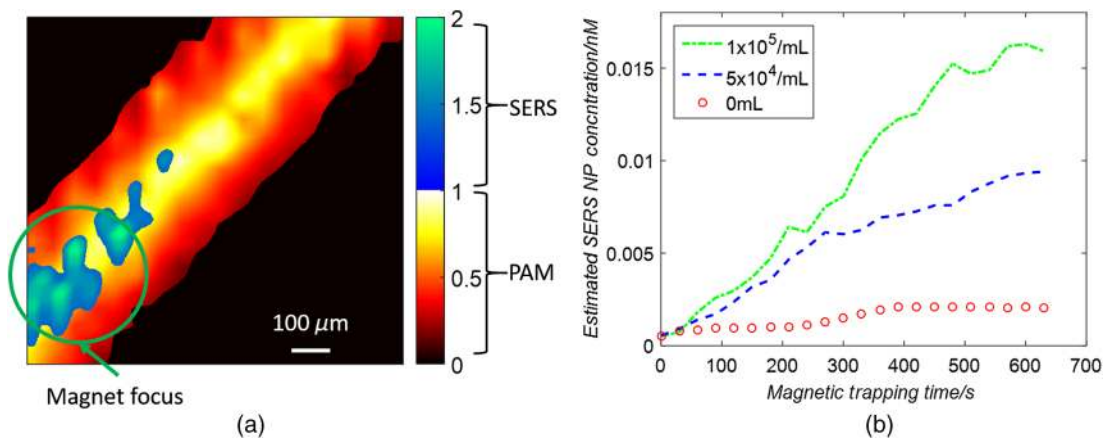 2
1.5
SERS
1
0.5
PAM
0
100 μm
Magnet focus
(a)
Estimated SERS NP concntration/nM
0.015
0.01
0.005
0
1x10⁵/mL
5x10⁴/mL
0mL
0 100 200 300 400 500 600 700
Magnetic trapping time/s
(b)